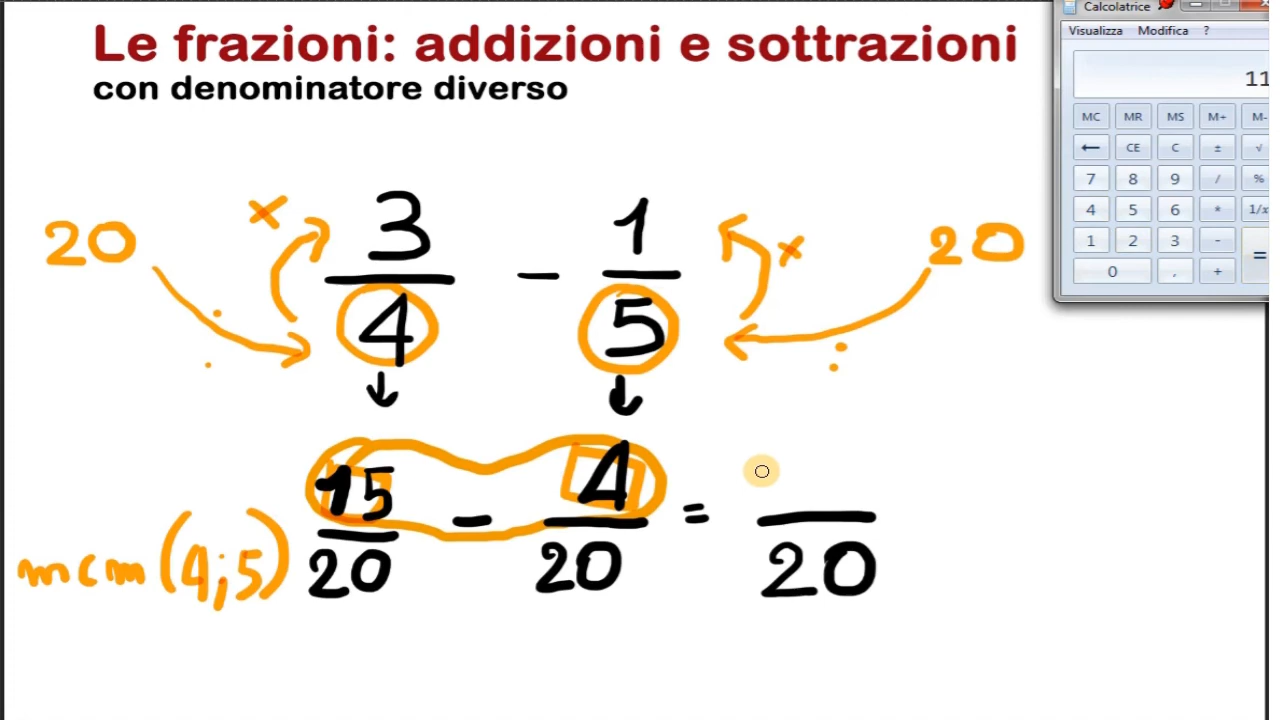 Le frazioni: addizioni e sottrazioni
con denominatore diverso
Calcolatrice
Visualizza Modifica ?
11
MC MR MS M+ M-
← CE C ± √
7 8 9 / %
4 5 6 * 1/x
1 2 3 - =
0 , +
20 x 3 - 1 x 20
: 4 5 :
15 - 4 =
mcm (4;5) 20 20 20